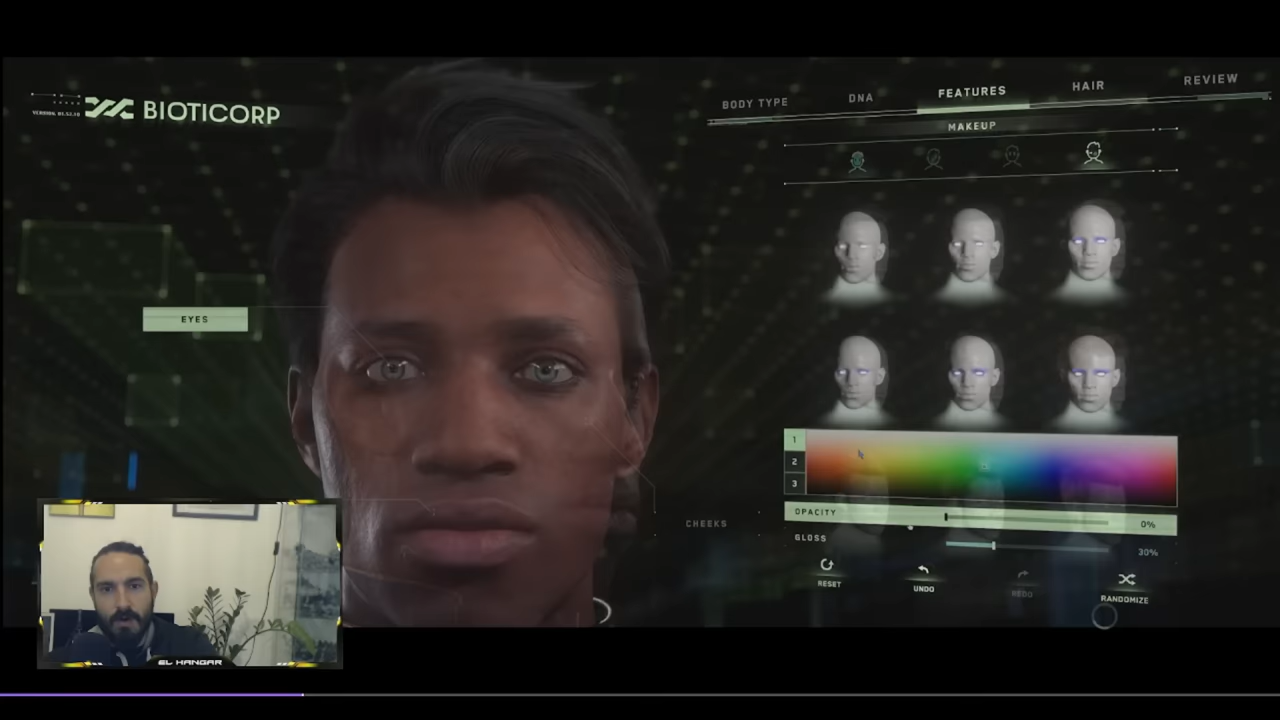 BODY TYPE
DNA
FEATURES
HAIR
REVIEW
BIOTICORP
MAKEUP
EYES
1
2
3
OPACITY
0%
CHEEKS
GLOSS
30%
RESET
UNDO
REDO
RANDOMIZE
EL HANGAR